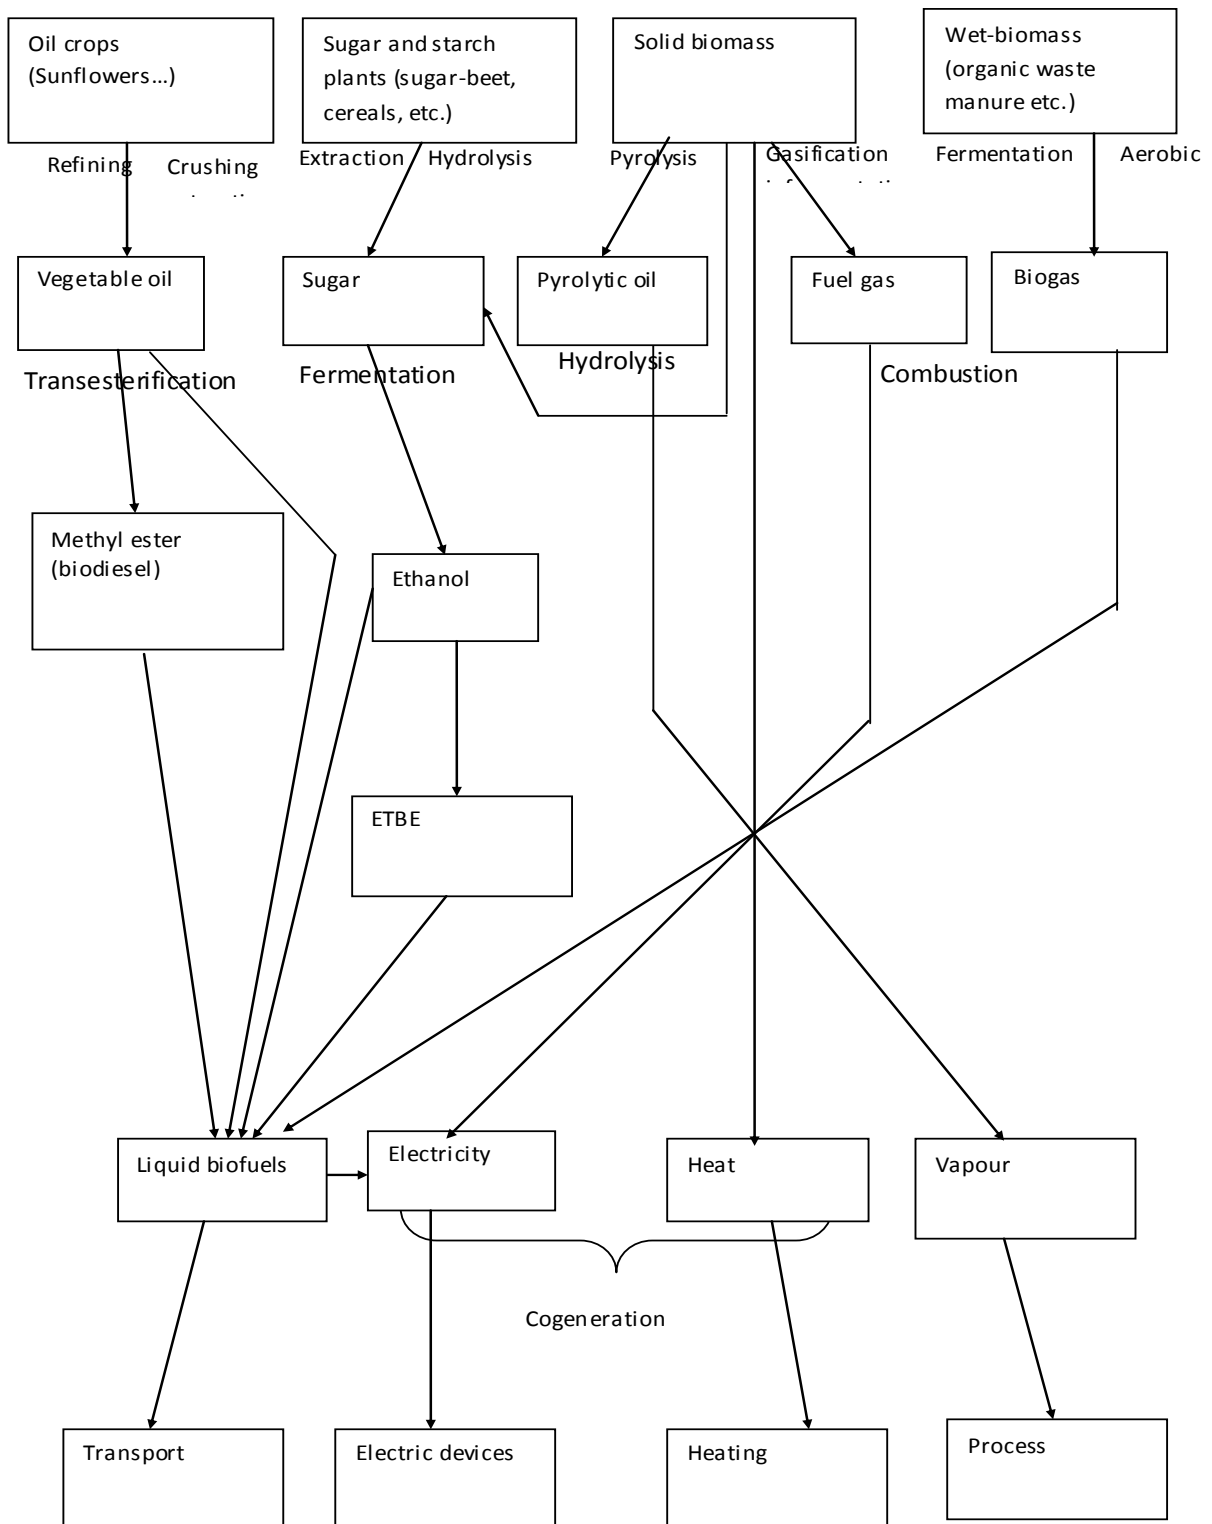 Oil crops
(Sunflowers...)
Sugar and starch
plants (sugar-beet,
cereals, etc.)
Solid biomass
Wet-biomass
(organic waste
manure etc.)
Refining
Crushing
Extraction
Hydrolysis
Pyrolysis
Gasification
Fermentation
Aerobic
Vegetable oil
Sugar
Pyrolytic oil
Fuel gas
Biogas
Transesterification
Fermentation
Hydrolysis
Combustion
Methyl ester
(biodiesel)
Ethanol
ETBE
Liquid biofuels
Electricity
Heat
Vapour
Cogeneration
Transport
Electric devices
Heating
Process